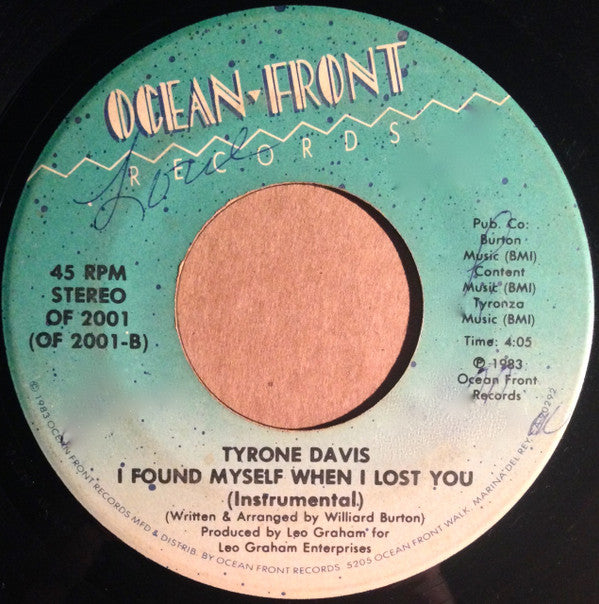 OCEAN FRONT
RECORDS
Love
45 RPM
STEREO
OF 2001
(OF 2001-B)
Pub. Co:
Burton
Music (BMI)
Content
Music (BMI)
Tyronza
Music (BMI)
Time: 4:05
℗ 1983
Ocean Front
Records
TYRONE DAVIS
I FOUND MYSELF WHEN I LOST YOU
(Instrumental)
(Written & Arranged by Williard Burton)
Produced by Leo Graham for
Leo Graham Enterprises
© 1983 OCEAN FRONT RECORDS MFD & DISTRIB. BY OCEAN FRONT RECORDS 5205 OCEAN FRONT WALK MARINA DEL REY, CA 90292